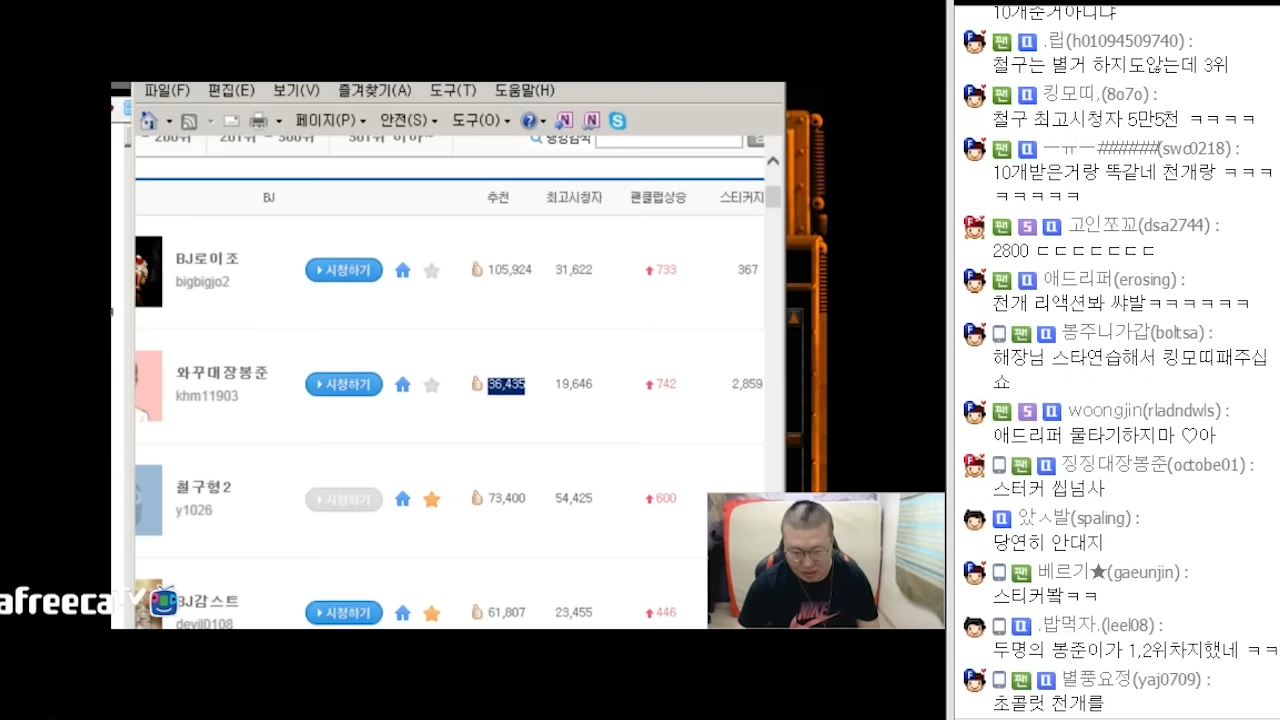 파일(F) 편집(E) 보기(V) 즐겨찾기(A) 도구(T) 도움말(H)
페이지(P) 안전(S) 도구(O)
BJ 추천 최고시청자 팬클럽상승 스티커지
BJ로이조
bigbigjo2
시청하기 105,924 31,622 733 367
와꾸대장봉준
khm11903
시청하기 86,435 19,646 742 2,859
철구형2
y1026
시청하기 73,400 54,425 600
BJ감스트
devil0108
시청하기 61,807 23,455 446
afreeca
NIKE
10개준거아니냐
.럽(h01094509740) :
철구는 별거 하지도않는데 3위
킹모띠,(8o7o) :
철구 최고시청자 5만5천 ㅋㅋㅋㅋ
ㅡㅠㅡ#######(swc0218) :
10개받은거랑 똑같네 천개랑 ㅋㅋㅋ
ㅋㅋㅋㅋㅋ
고인쪼꼬(dsa2744) :
2800 ㄷㄷㄷㄷㄷㄷㄷ
애드리퍼(erosing) :
천개 리액션봐 쌰발ㅋㅋㅋㅋㅋㅋ
봉주니가갑(boltsa) :
해장님 스타연습해서 킹모띠패주십
쇼
woongjin(rladndwls) :
애드리퍼 물타기하지마 ♡아
징징대장봉준(octobe01) :
스터커 씹넘사
았ㅅ발(spaling) :
당연히 안대지
베르기★(gaeunjin) :
스티커봨ㅋㅋ
.밥먹자.(leel08) :
두명의 봉준이가 1,2위차지했네 ㅋㅋ
별풍요정(yaj0709) :
초콜릿 천개를